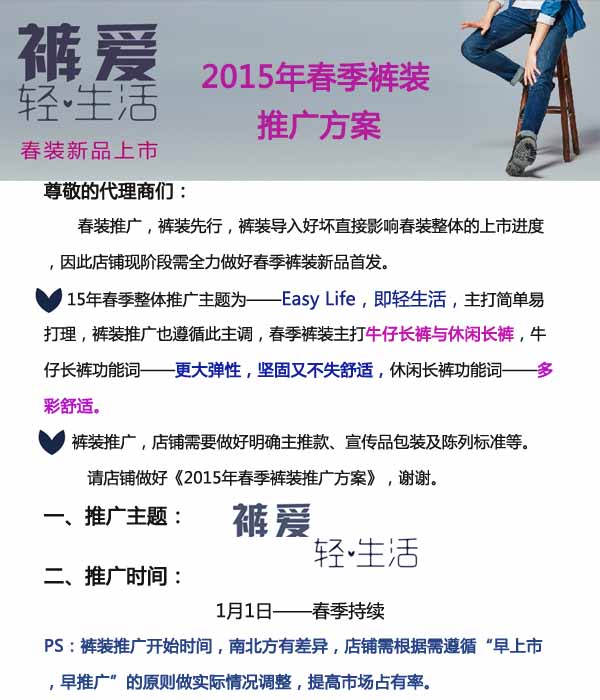 裤爱
轻·生活
春装新品上市
2015年春季裤装
推广方案
尊敬的代理商们：
春装推广，裤装先行，裤装导入好坏直接影响春装整体的上市进度
，因此店铺现阶段需全力做好春季裤装新品首发。
15年春季整体推广主题为——Easy Life，即轻生活，主打简单易
打理，裤装推广也遵循此主调，春季裤装主打牛仔长裤与休闲长裤，牛
仔长裤功能词——更大弹性，坚固又不失舒适，休闲长裤功能词——多
彩舒适。
裤装推广，店铺需要做好明确主推款、宣传品包装及陈列标准等。
请店铺做好《2015年春季裤装推广方案》，谢谢。
一、推广主题：
裤爱
轻·生活
二、推广时间：
1月1日——春季持续
PS：裤装推广开始时间，南北方有差异，店铺需根据需遵循“早上市
，早推广”的原则做实际情况调整，提高市场占有率。